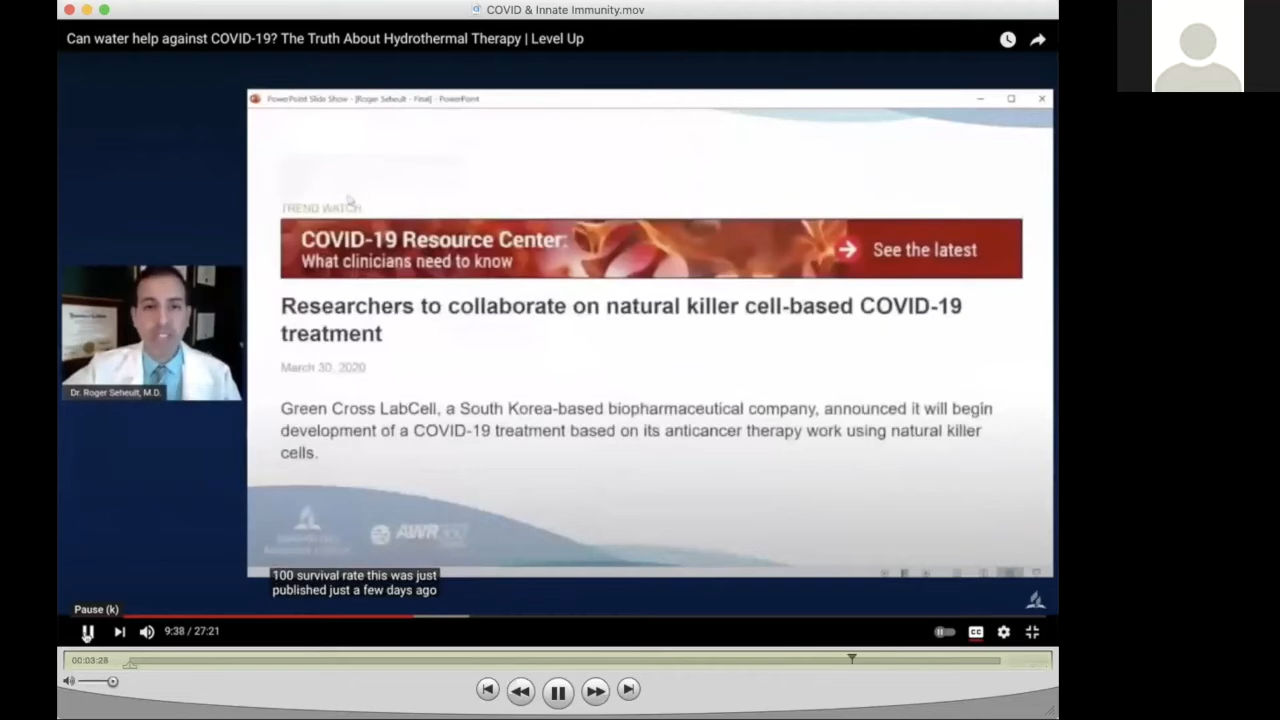 COVID & Innate Immunity.mov
Can water help against COVID-19? The Truth About Hydrothermal Therapy | Level Up
PowerPoint Slide Show - [Roger Seheult - Final] - PowerPoint
TREND WATCH
COVID-19 Resource Center:
What clinicians need to know
See the latest
Researchers to collaborate on natural killer cell-based COVID-19
treatment
March 30, 2020
Green Cross LabCell, a South Korea-based biopharmaceutical company, announced it will begin
development of a COVID-19 treatment based on its anticancer therapy work using natural killer
cells.
Dr. Roger Seheult, M.D.
AWR
100 survival rate this was just
published just a few days ago
Pause (k)
9:38 / 27:21
CC
00:03:28